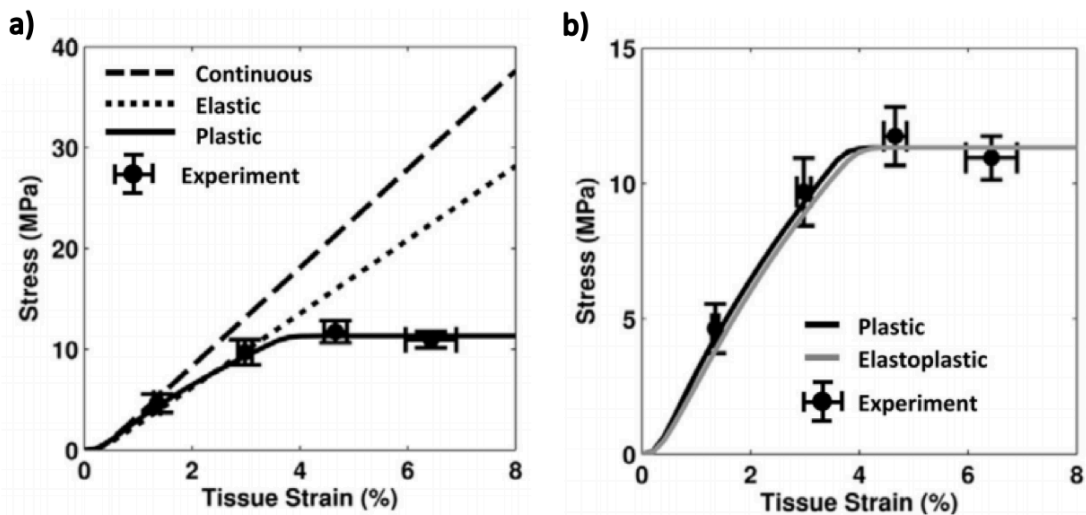 a)
40
30
20
10
0
Stress (MPa)
Continuous
Elastic
Plastic
Experiment
0 2 4 6 8
Tissue Strain (%)
b)
15
10
5
0
Stress (MPa)
Plastic
Elastoplastic
Experiment
0 2 4 6 8
Tissue Strain (%)